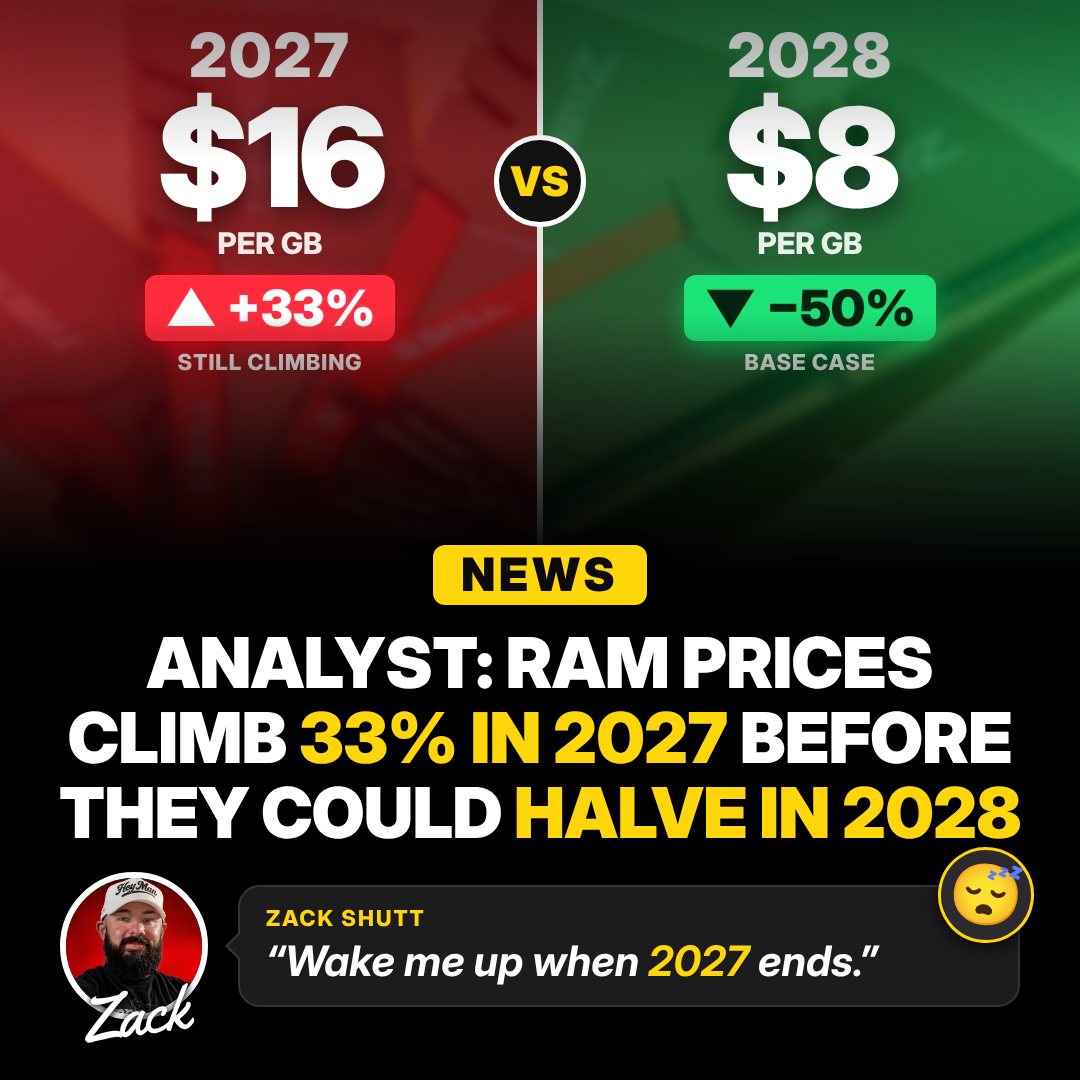 2027
$16
PER GB
▲ +33%
STILL CLIMBING
VS
2028
$8
PER GB
▼ −50%
BASE CASE
NEWS
ANALYST: RAM PRICES
CLIMB 33% IN 2027 BEFORE
THEY COULD HALVE IN 2028
ZACK SHUTT
“Wake me up when 2027 ends.”
Hey Man
Zack